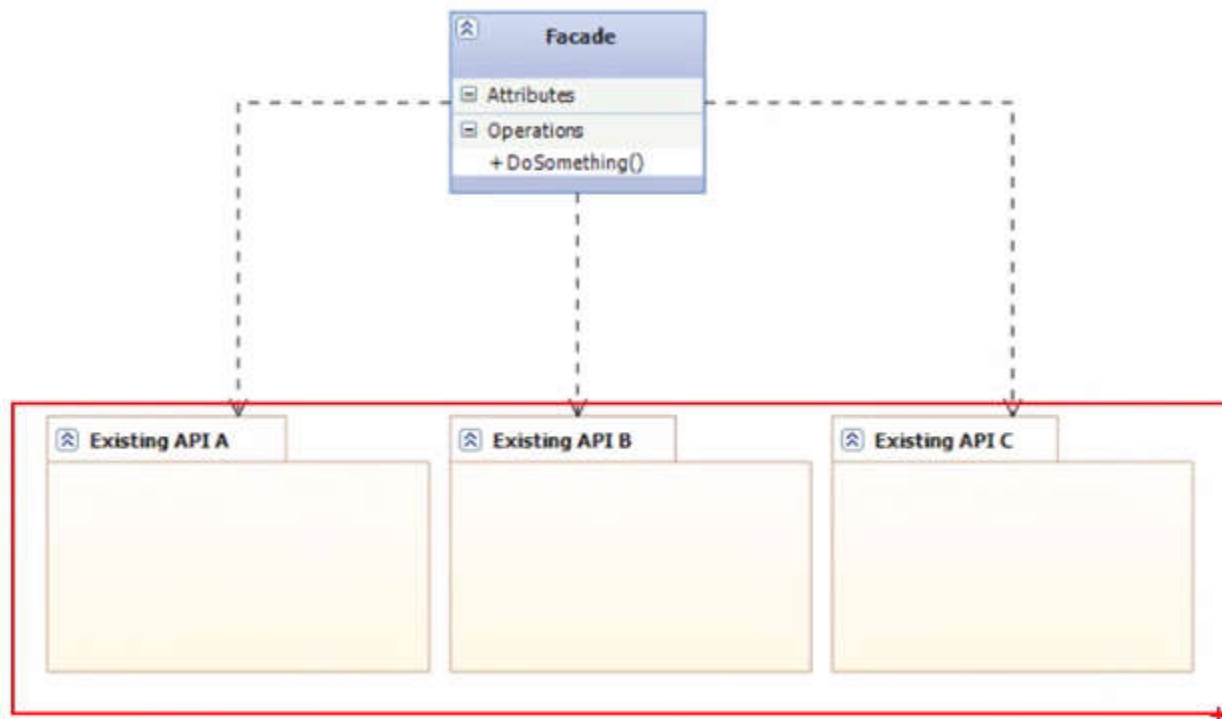 Facade
Attributes
Operations
+DoSomething()
Existing API A
Existing API B
Existing API C